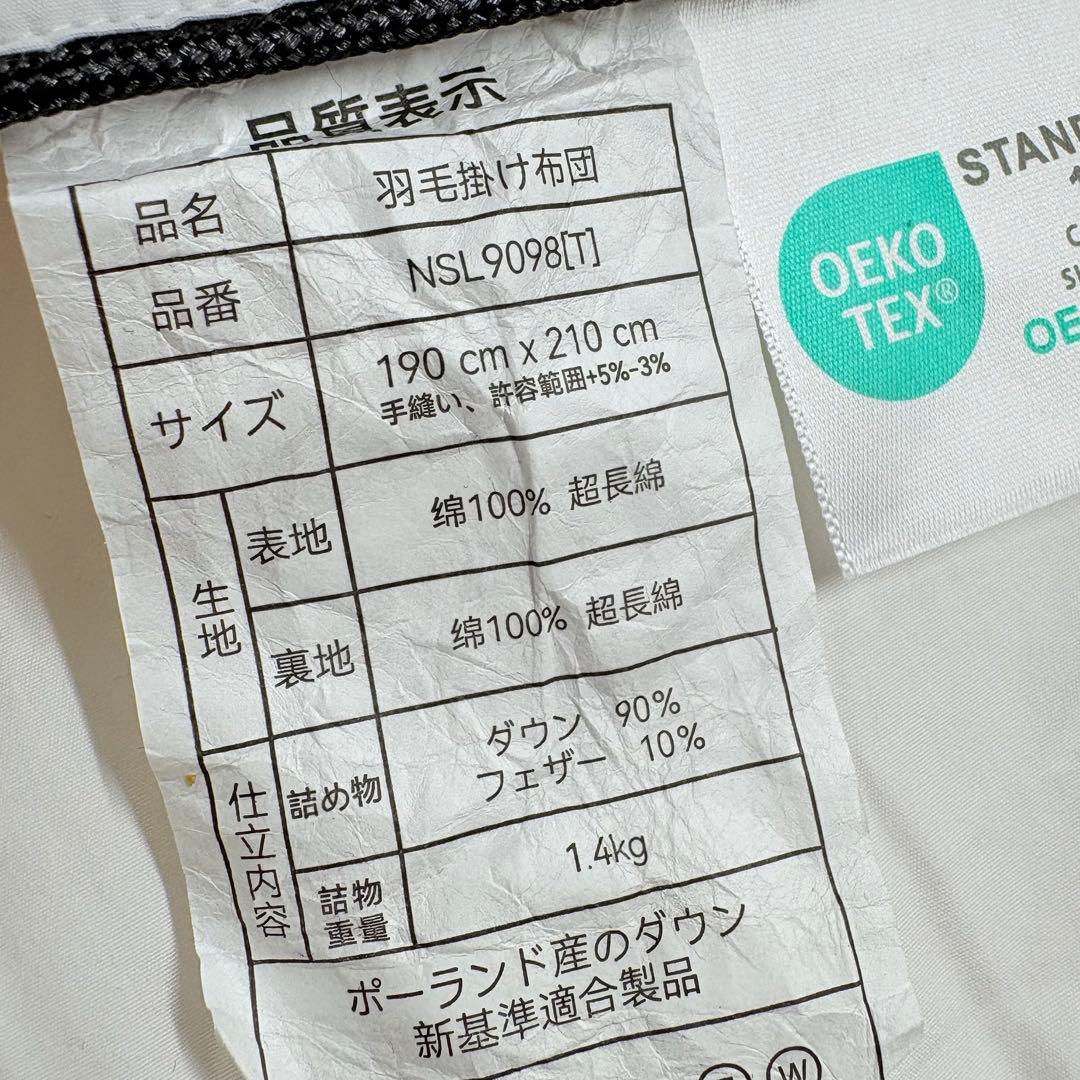 品質表示
品名 羽毛掛け布団
品番 NSL9098[T]
サイズ 190 cm x 210 cm
手縫い、許容範囲+5%-3%
生地 表地 绵100% 超長綿
裏地 绵100% 超長綿
仕立内容 詰め物 ダウン 90%
フェザー 10%
詰物重量 1.4kg
ポーランド産のダウン
新基準適合製品
W
OEKO
TEX®